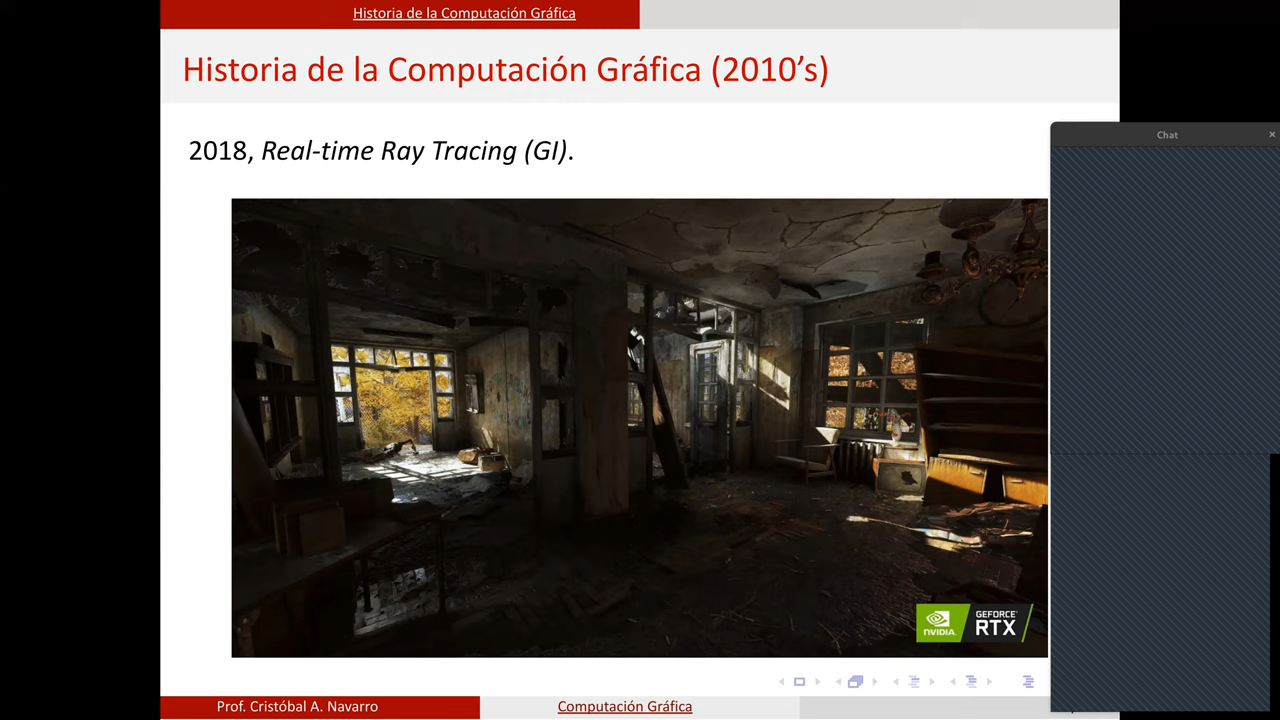 Historia de la Computación Gráfica
Historia de la Computación Gráfica (2010’s)
2018, Real-time Ray Tracing (GI).
Chat
NVIDIA
GEFORCE
RTX
Prof. Cristóbal A. Navarro
Computación Gráfica